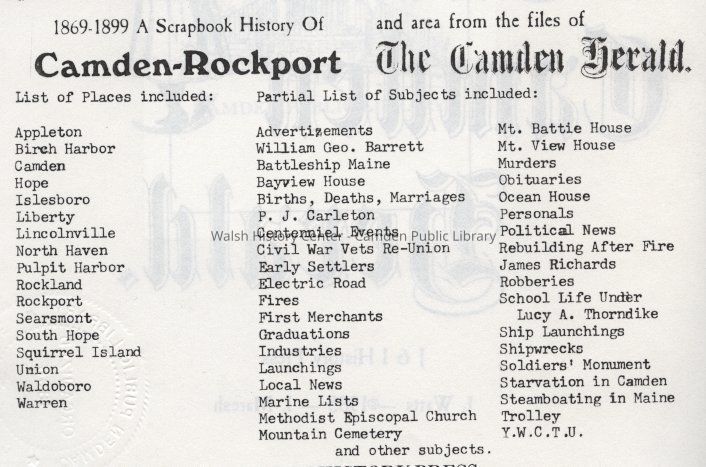 1869-1899 A Scrapbook History Of
and area from the files of
Camden-Rockport
The Camden Herald.
List of Places included:
Appleton
Birch Harbor
Camden
Hope
Islesboro
Liberty
Lincolnville
North Haven
Pulpit Harbor
Rockland
Rockport
Searsmont
South Hope
Squirrel Island
Union
Waldoboro
Warren
Partial List of Subjects included:
Advertizements
William Geo. Barrett
Battleship Maine
Bayview House
Births, Deaths, Marriages
P. J. Carleton
Centenniel Events
Civil War Vets Re-Union
Early Settlers
Electric Road
Fires
First Merchants
Graduations
Industries
Launchings
Local News
Marine Lists
Methodist Episcopal Church
Mountain Cemetery
Mt. Battie House
Mt. View House
Murders
Obituaries
Ocean House
Personals
Political News
Rebuilding After Fire
James Richards
Robberies
School Life Under
Lucy A. Thorndike
Ship Launchings
Shipwrecks
Soldiers' Monument
Starvation in Camden
Steamboating in Maine
Trolley
Y.W.C.T.U.
and other subjects.
Walsh History Center - Camden Public Library